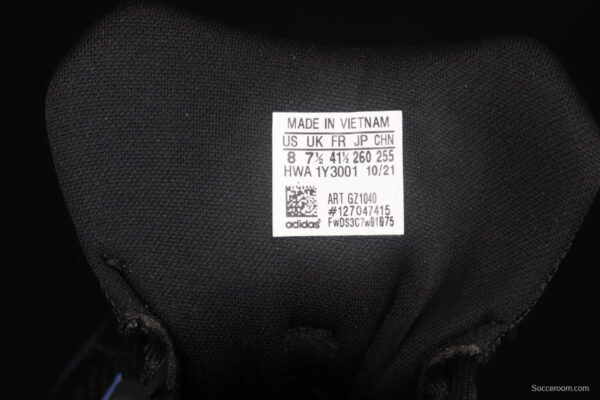 MADE IN VIETNAM
US UK FR JP CHN
8 7½ 41⅓ 260 255
HWA 1Y3001 10/21
ART GZ1040
#127047415
adidas FwDS3C7w01875
Socceroom.com